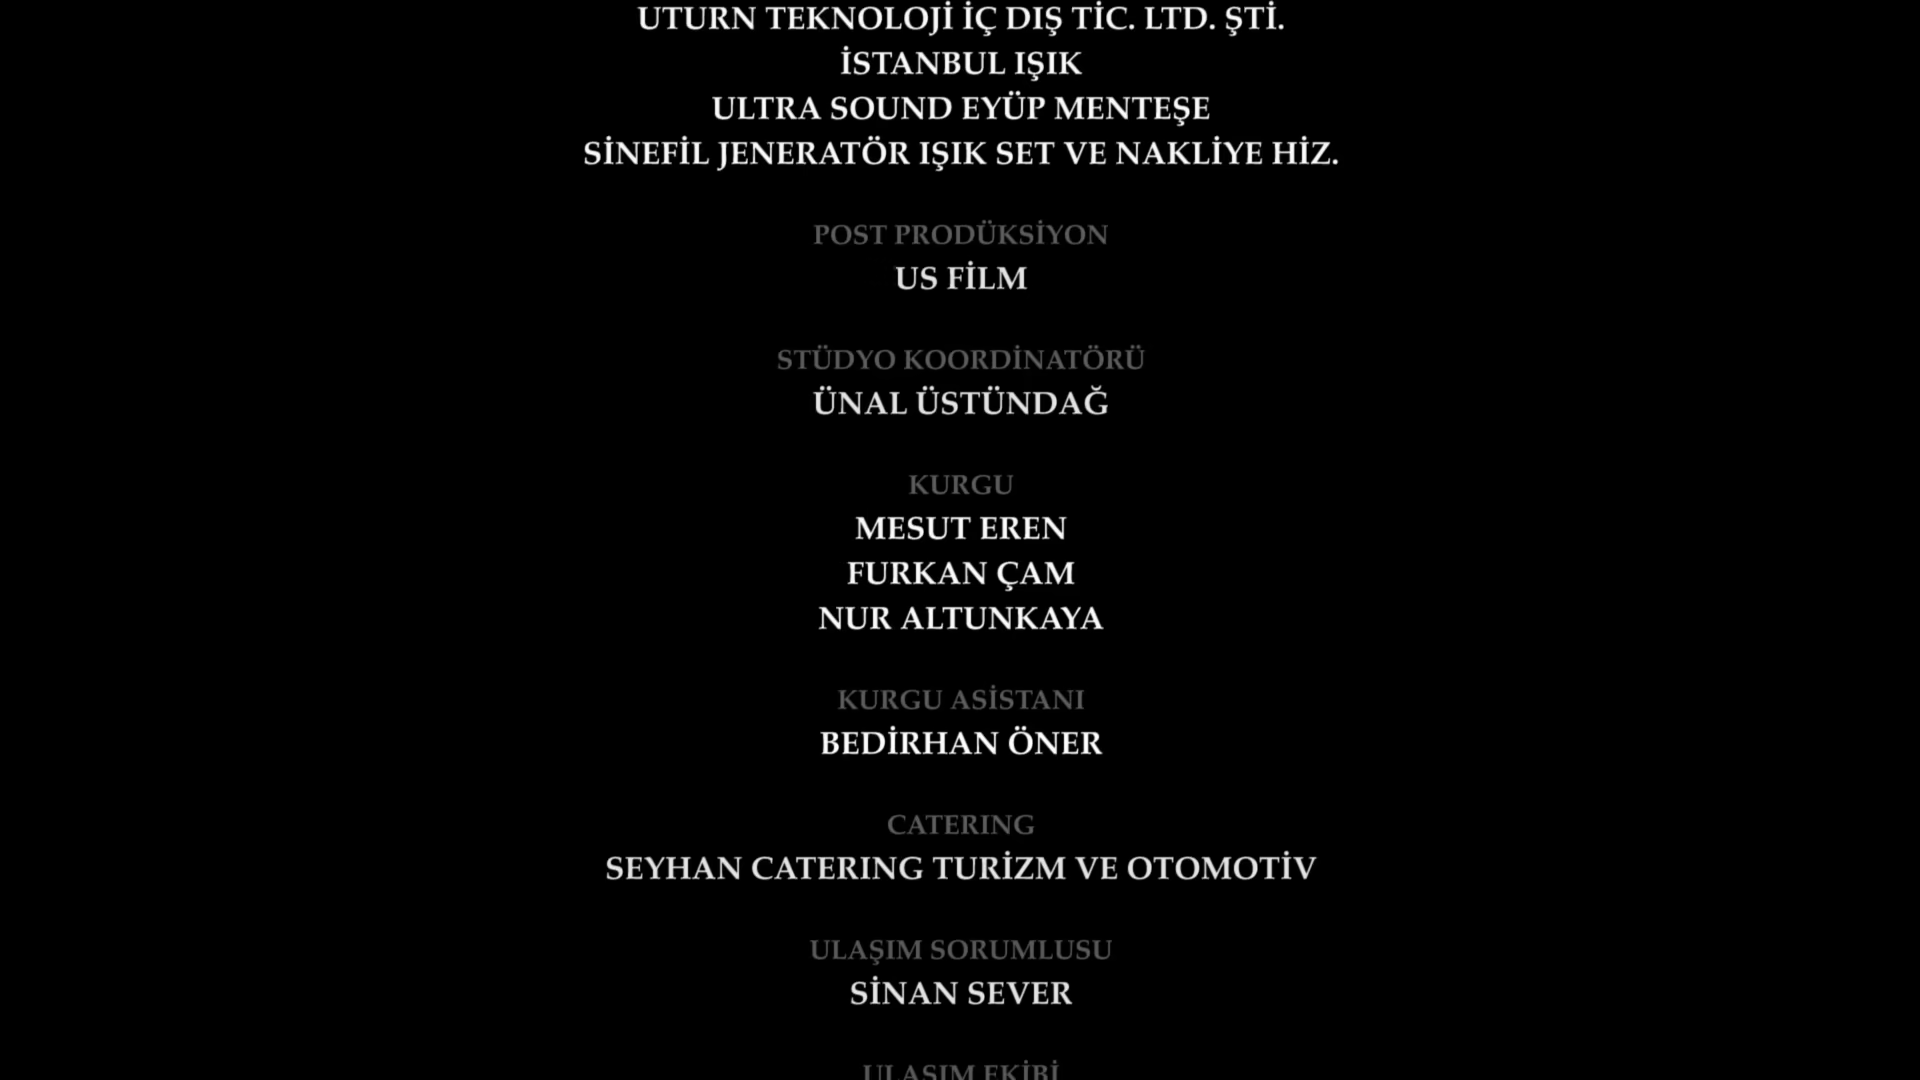 UTURN TEKNOLOJİ İÇ DIŞ TİC. LTD. ŞTİ.
İSTANBUL IŞIK
ULTRA SOUND EYÜP MENTEŞE
SİNEFİL JENERATÖR IŞIK SET VE NAKLİYE HİZ.
POST PRODÜKSİYON
US FİLM
STÜDYO KOORDİNATÖRÜ
ÜNAL ÜSTÜNDAĞ
KURGU
MESUT EREN
FURKAN ÇAM
NUR ALTUNKAYA
KURGU ASİSTANI
BEDİRHAN ÖNER
CATERING
SEYHAN CATERING TURİZM VE OTOMOTİV
ULAŞIM SORUMLUSU
SİNAN SEVER
ULAŞIM EKİBİ